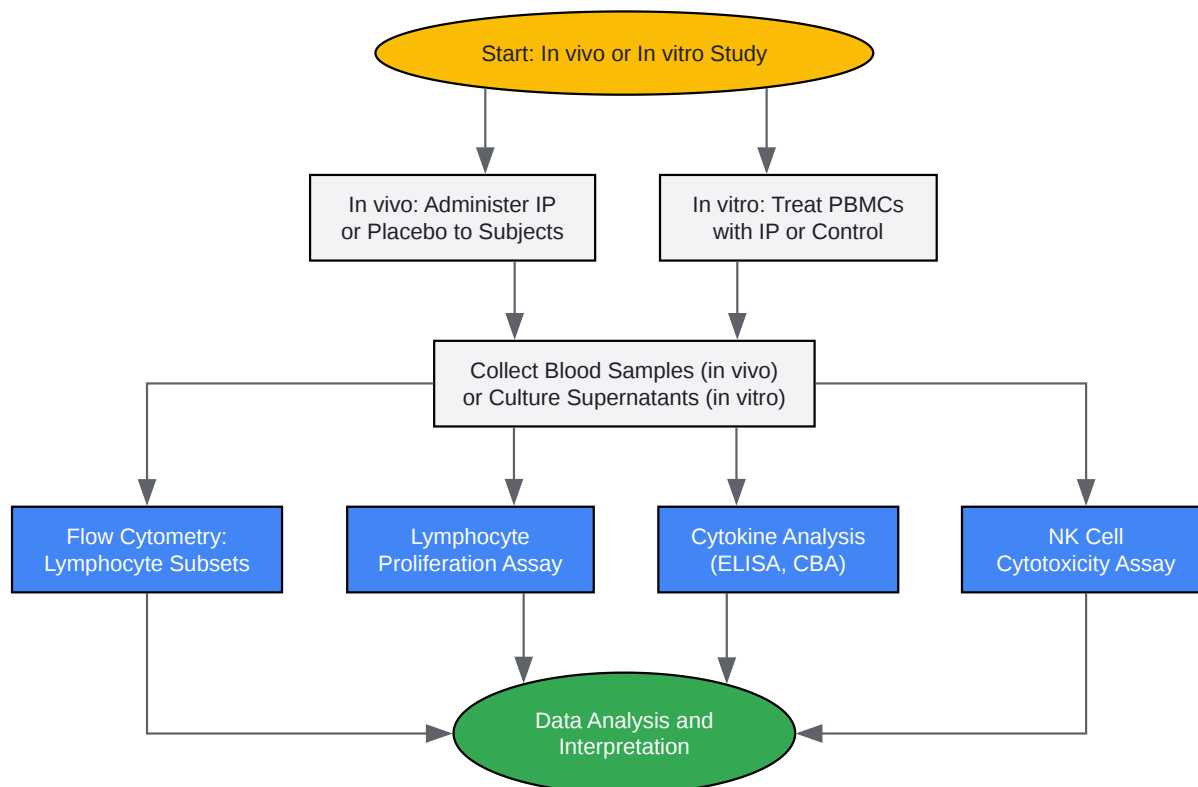 Start: In vivo or In vitro Study
In vivo: Administer IP
or Placebo to Subjects
In vitro: Treat PBMCs
with IP or Control
Collect Blood Samples (in vivo)
or Culture Supernatants (in vitro)
Flow Cytometry:
Lymphocyte Subsets
Lymphocyte
Proliferation Assay
Cytokine Analysis
(ELISA, CBA)
NK Cell
Cytotoxicity Assay
Data Analysis and
Interpretation